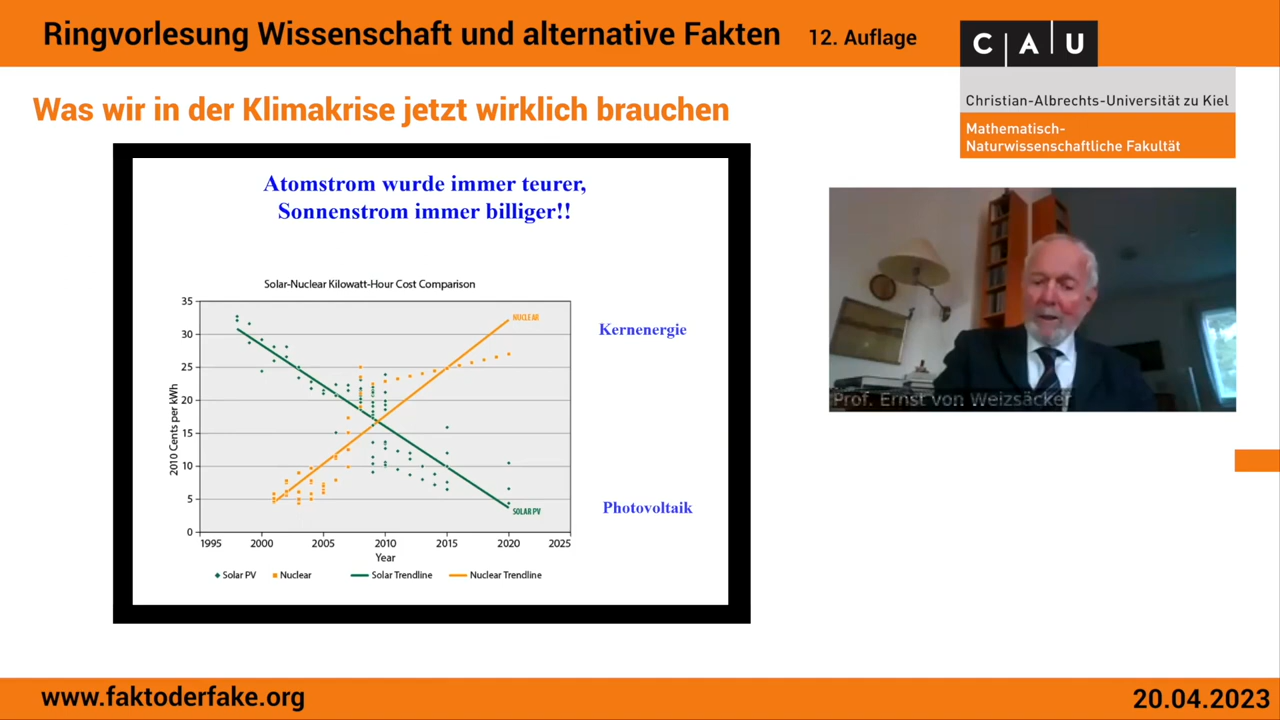 Ringvorlesung Wissenschaft und alternative Fakten 12. Auflage
C A U
Christian-Albrechts-Universität zu Kiel
Mathematisch-
Naturwissenschaftliche Fakultät
Was wir in der Klimakrise jetzt wirklich brauchen
Atomstrom wurde immer teurer,
Sonnenstrom immer billiger!!
Solar-Nuclear Kilowatt-Hour Cost Comparison
35
30
25
20
15
10
5
0
2010 Cents per kWh
NUCLEAR
SOLAR PV
1995 2000 2005 2010 2015 2020 2025
Year
Solar PV Nuclear Solar Trendline Nuclear Trendline
Kernenergie
Photovoltaik
Prof. Ernst von Weizsäcker
www.faktoderfake.org
20.04.2023